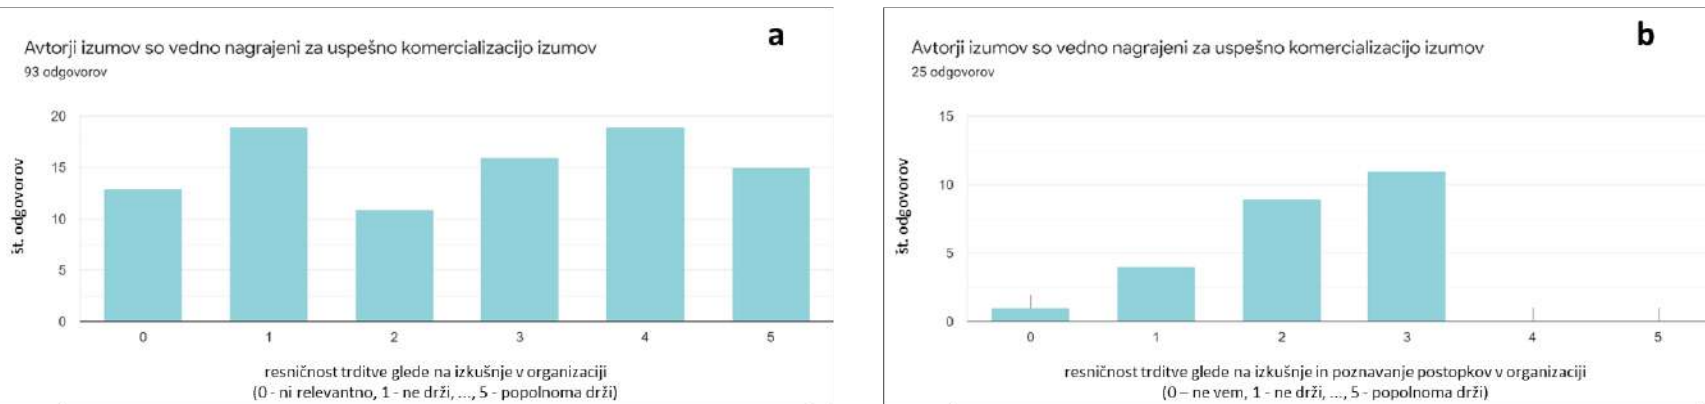 a
Avtorji izumov so vedno nagrajeni za uspešno komercializacijo izumov
93 odgovorov
20
15
10
5
0
št. odgovorov
0 1 2 3 4 5
resničnost trditve glede na izkušnje v organizaciji
(0 - ni relevantno, 1 - ne drži, ..., 5 - popolnoma drži)
b
Avtorji izumov so vedno nagrajeni za uspešno komercializacijo izumov
25 odgovorov
15
10
5
0
št. odgovorov
0 1 2 3 4 5
resničnost trditve glede na izkušnje in poznavanje postopkov v organizaciji
(0 – ne vem, 1 - ne drži, ..., 5 - popolnoma drži)